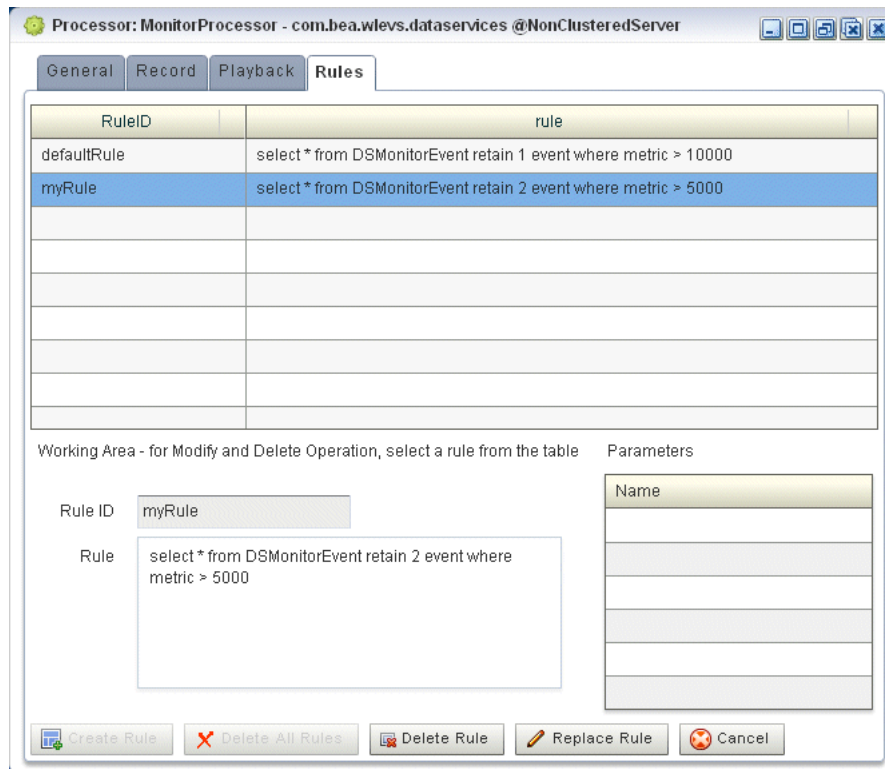 Processor: MonitorProcessor - com.bea.wlevs.dataservices @NonClusteredServer
General Record Playback Rules
RuleID rule
defaultRule select * from DSMonitorEvent retain 1 event where metric > 10000
myRule select * from DSMonitorEvent retain 2 event where metric > 5000
Working Area - for Modify and Delete Operation, select a rule from the table
Parameters
Name
Rule ID myRule
Rule select * from DSMonitorEvent retain 2 event where
metric > 5000
Create Rule Delete All Rules Delete Rule Replace Rule Cancel